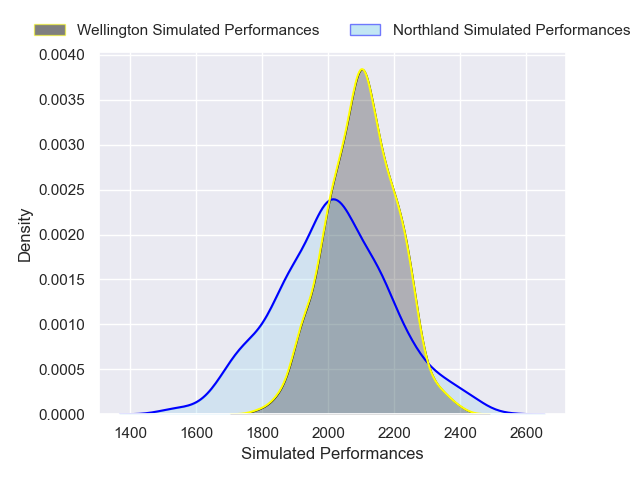 Wellington Simulated Performances
Northland Simulated Performances
0.0040
0.0035
0.0030
0.0025
0.0020
0.0015
0.0010
0.0005
0.0000
Density
1400 1600 1800 2000 2200 2400 2600
Simulated Performances